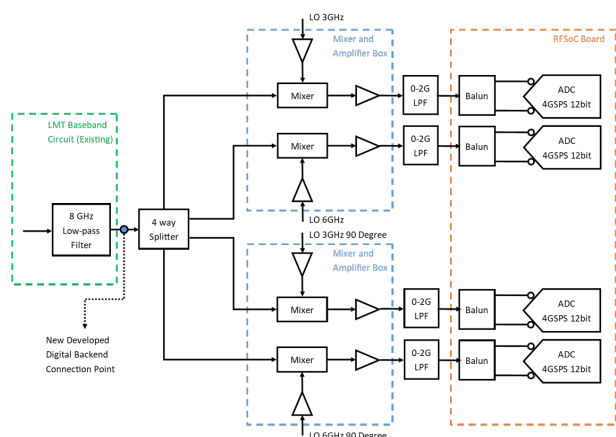 LO 3GHz
Mixer and
Amplifier Box
RFSoC Board
Mixer
0-2G
LPF
Balun
ADC
4GSPS 12bit
LMT Baseband
Circuit (Existing)
Mixer
0-2G
LPF
Balun
ADC
4GSPS 12bit
8 GHz
Low-pass
Filter
4 way
Splitter
LO 6GHz
LO 3GHz 90 Degree
Mixer and
Amplifier Box
Mixer
0-2G
LPF
Balun
ADC
4GSPS 12bit
New Developed
Digital Backend
Connection Point
Mixer
0-2G
LPF
Balun
ADC
4GSPS 12bit
LO 6GHz 90 Degree